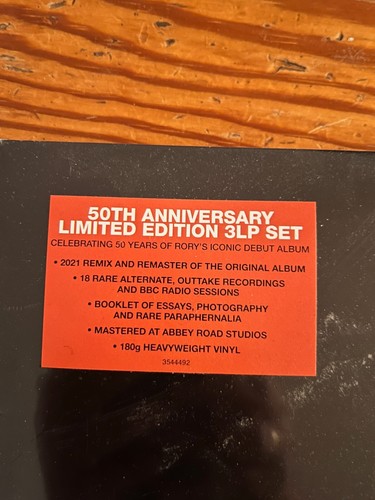 50TH ANNIVERSARY
LIMITED EDITION 3LP SET
CELEBRATING 50 YEARS OF RORY'S ICONIC DEBUT ALBUM
• 2021 REMIX AND REMASTER OF THE ORIGINAL ALBUM
• 18 RARE ALTERNATE, OUTTAKE RECORDINGS
AND BBC RADIO SESSIONS
• BOOKLET OF ESSAYS, PHOTOGRAPHY
AND RARE PARAPHERNALIA
• MASTERED AT ABBEY ROAD STUDIOS
• 180g HEAVYWEIGHT VINYL
3544492